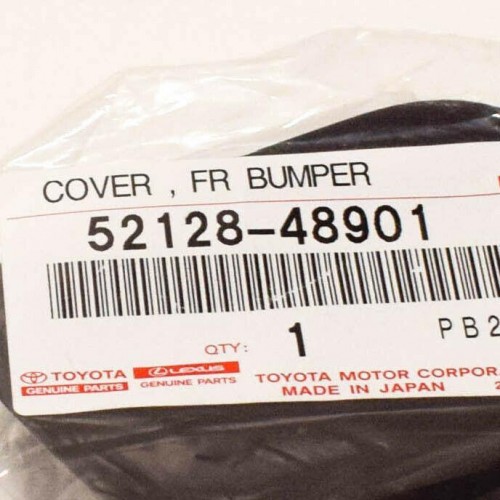 COVER , FR BUMPER
52128-48901
QTY: 1 PB2
TOYOTA LEXUS TOYOTA MOTOR CORPOR
GENUINE PARTS GENUINE PARTS MADE IN JAPAN 2